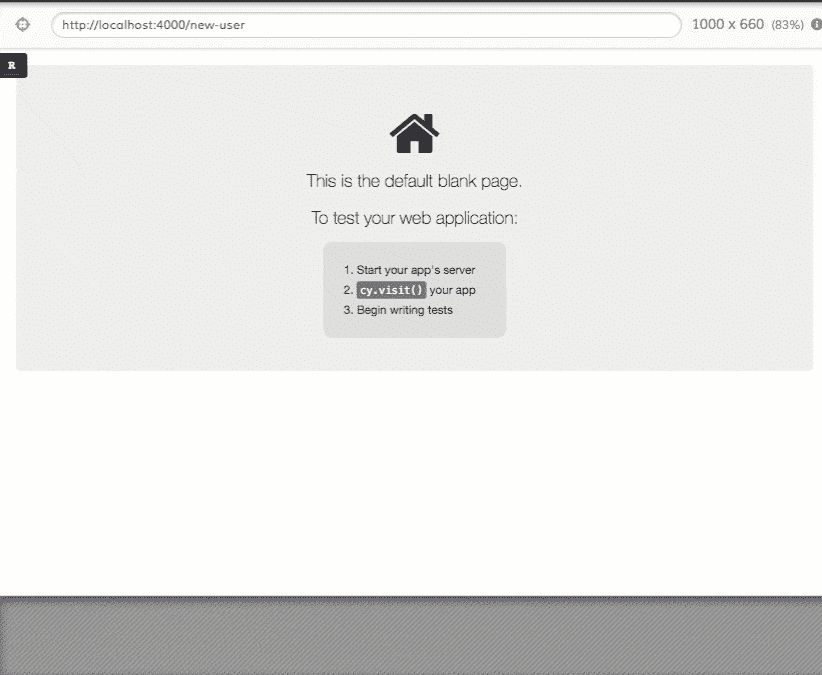 http://localhost:4000/new-user 1000 x 660 (83%) i
R
This is the default blank page.
To test your web application:
1. Start your app's server
2. cy.visit() your app
3. Begin writing tests